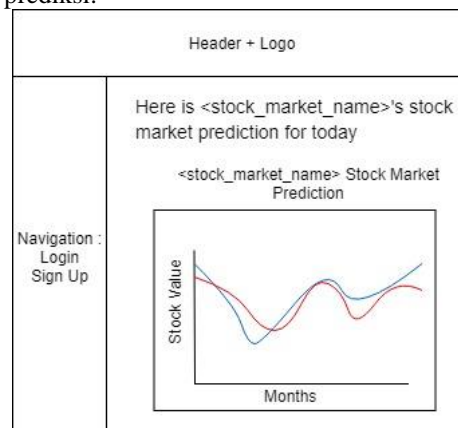 prediksi.
Header + Logo
Here is <stock_market_name>'s stock
market prediction for today
<stock_market_name> Stock Market
Prediction
Navigation :
Login
Sign Up
Stock Value
Months